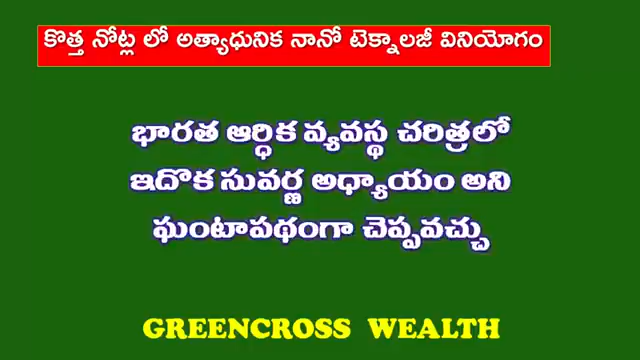 కొత్త నోట్ల లో అత్యాధునిక నానో టెక్నాలజీ వినియోగం
భారత ఆర్ధిక వ్యవస్థ చరిత్రలో
ఇదొక సువర్ణ అధ్యాయం అని
ఘంటాపథంగా చెప్పవచ్చు
GREENCROSS WEALTH